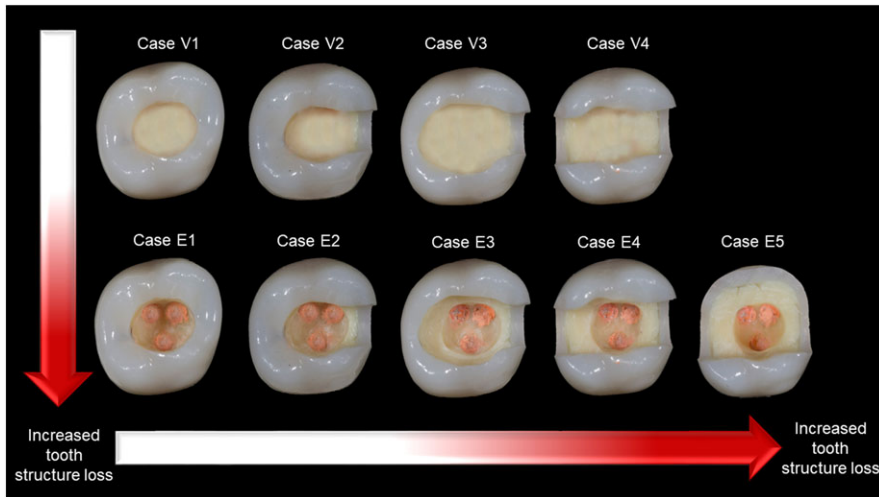 Case V1
Case V2
Case V3
Case V4
Case E1
Case E2
Case E3
Case E4
Case E5
Increased
tooth
structure loss
Increased
tooth
structure loss